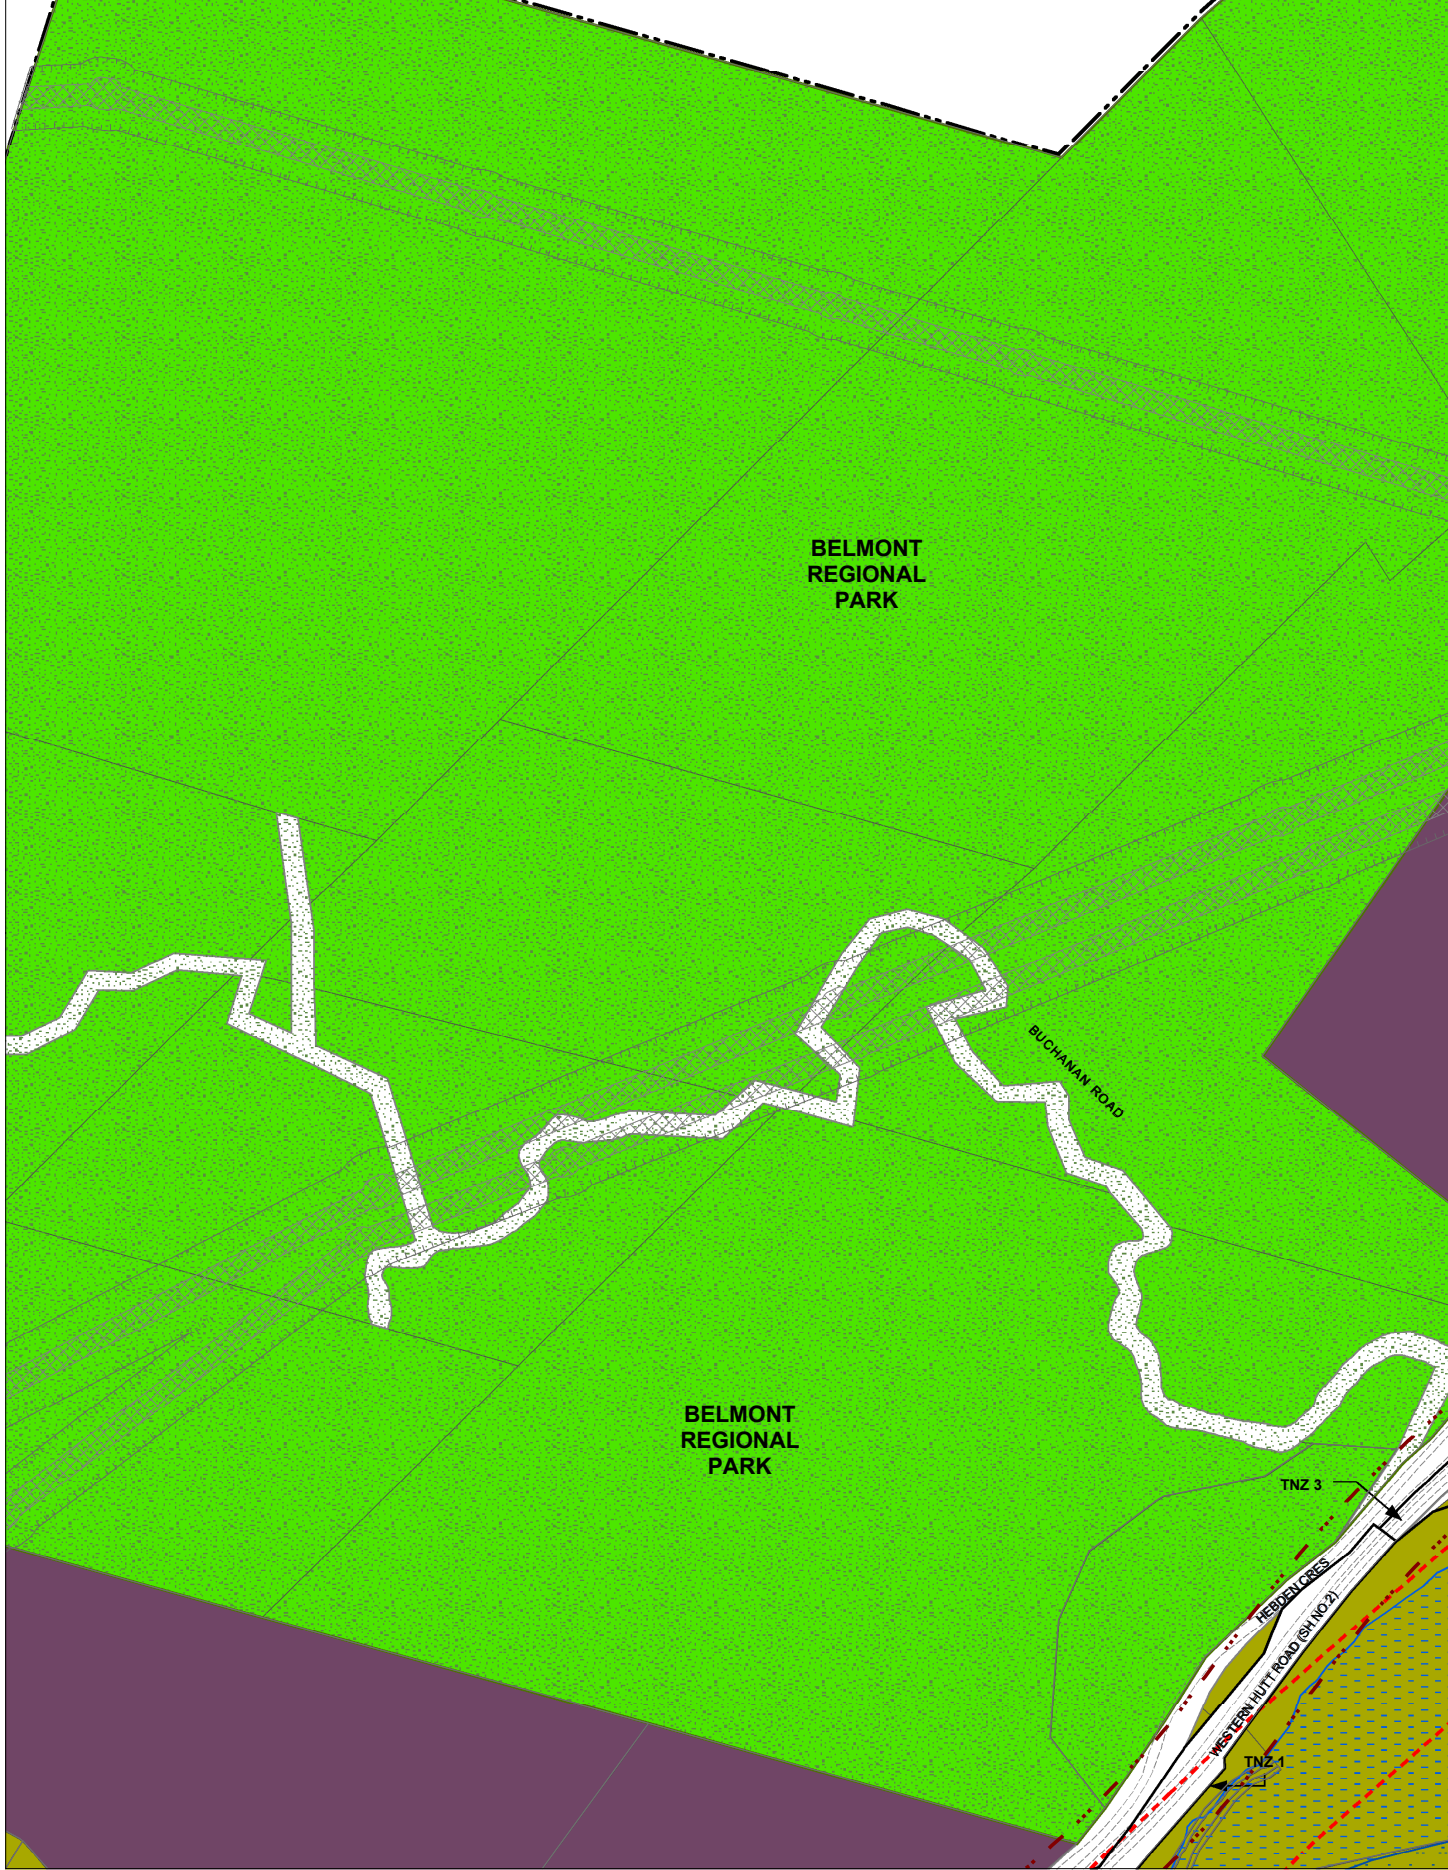 BELMONT
REGIONAL
PARK
BUCHANAN ROAD
BELMONT
REGIONAL
PARK
TNZ 3
HEBDEN CRES
WESTERN HUTT ROAD (SH NO.2)
TNZ 1